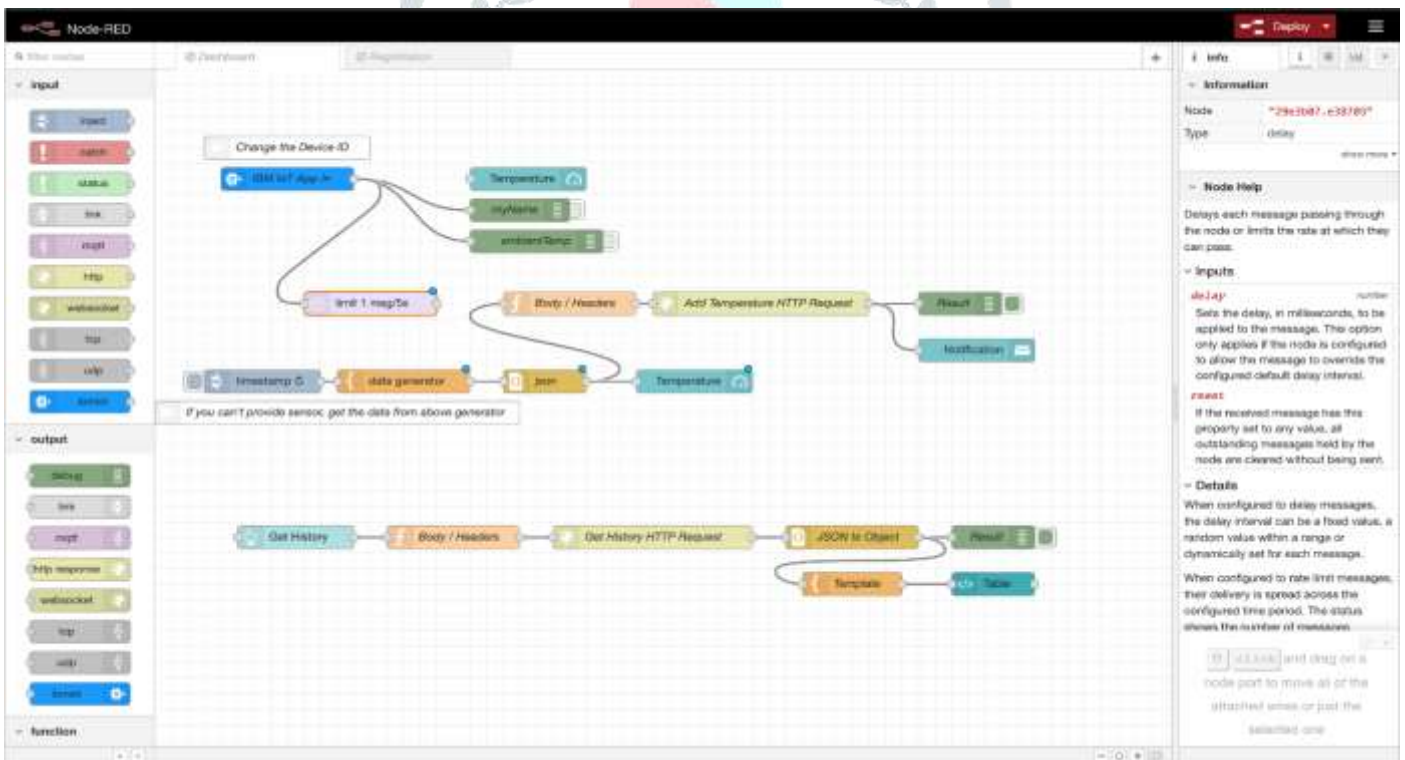 Node-RED
Deploy
filter nodes
Dashboard
Registration
info
input
inject
catch
status
link
mqtt
http
websocket
tcp
udp
ibmiot
output
debug
link
mqtt
http response
websocket
tcp
udp
ibmiot
function
Change the Device ID
IBM IoT App In
Temperature
myName
ambientTemp
limit 1 msg/5s
Body / Headers
Add Temperature HTTP Request
Result
Notification
timestamp
data generator
json
Temperature
If you can't provide sensor, get the data from above generator
Get History
Body / Headers
Get History HTTP Request
JSON to Object
Result
Template
Table
Information
Node
Type delay
show more
Node Help
Delays each message passing through
the node or limits the rate at which they
can pass.
Inputs
delay number
Sets the delay, in milliseconds, to be
applied to the message. This option
only applies if the node is configured
to allow the message to override the
configured default delay interval.
reset
If the received message has this
property set to any value, all
outstanding messages held by the
node are cleared without being sent.
Details
When configured to delay messages,
the delay interval can be a fixed value, a
random value within a range or
dynamically set for each message.
When configured to rate limit messages,
their delivery is spread across the
configured time period. The status
shows the number of messages
and drag on a
node port to move all of the
attached wires or just the
selected one